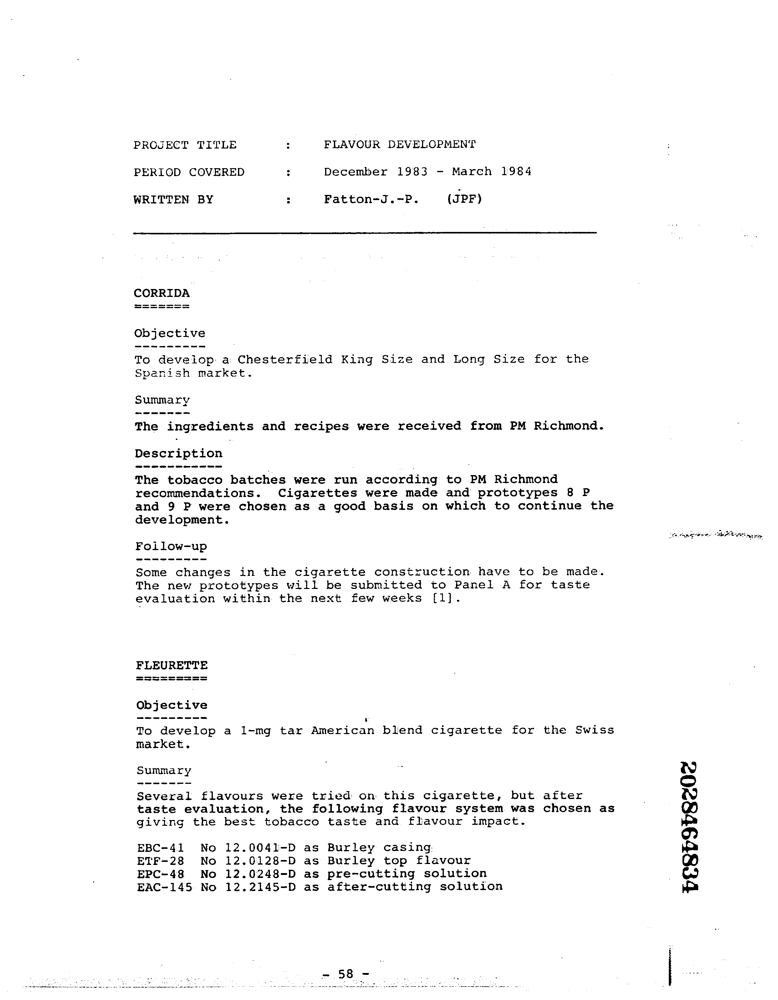 PROJECT TITLE : FLAVOUR DEVELOPMENT
PERIOD COVERED : December 1983 - March 1984
WRITTEN BY : Fatton-J.-P. (JPF)
CORRIDA
=======
Objective
---------
To develop a Chesterfield King Size and Long Size for the
Spanish market.
Summary
-------
The ingredients and recipes were received from PM Richmond.
Description
-----------
The tobacco batches were run according to PM Richmond
recommendations. Cigarettes were made and prototypes 8 P
and 9 P were chosen as a good basis on which to continue the
development.
Follow-up
---------
Some changes in the cigarette construction have to be made.
The new prototypes will be submitted to Panel A for taste
evaluation within the next few weeks [1].
FLEURETTE
=========
Objective
---------
To develop a 1-mg tar American blend cigarette for the Swiss
market.
Summary
-------
Several flavours were tried on this cigarette, but after
taste evaluation, the following flavour system was chosen as
giving the best tobacco taste and flavour impact.
EBC-41 No 12.0041-D as Burley casing
ETF-28 No 12.0128-D as Burley top flavour
EPC-48 No 12.0248-D as pre-cutting solution
EAC-145 No 12.2145-D as after-cutting solution
2028464834
- 58 -